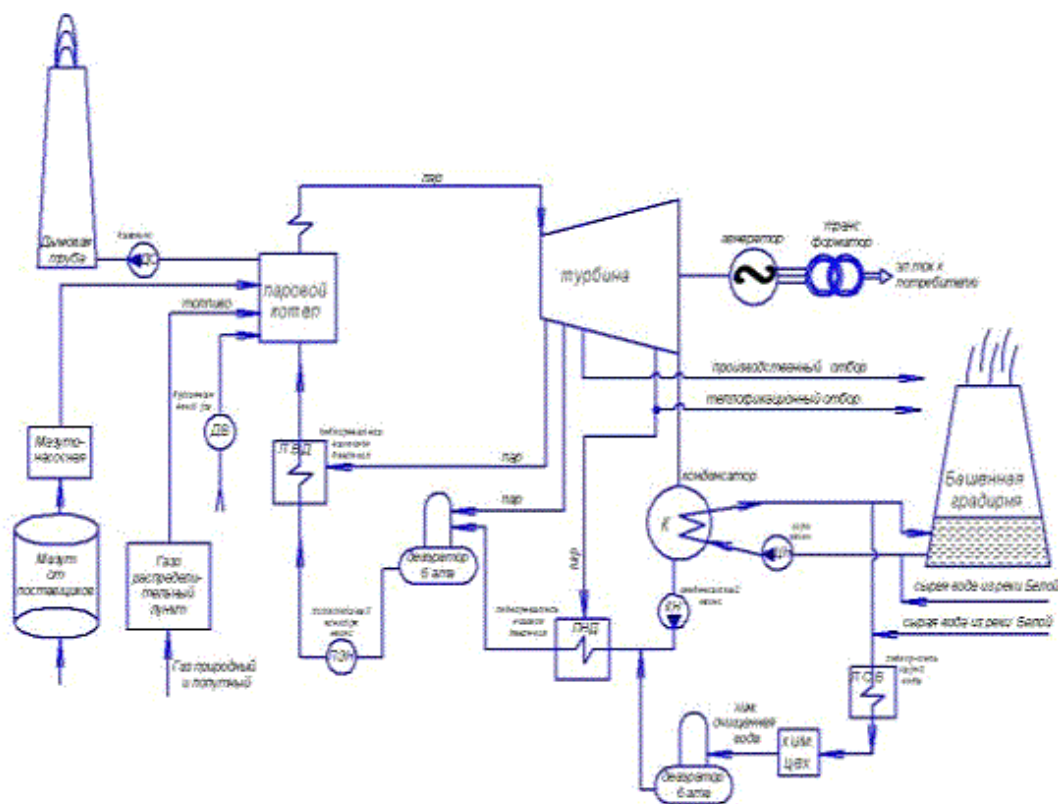 пар
Дымовая
труба
ДС
паровой
котел
топливо
турбина
генератор
транс
форматор
эл.ток к
потребителю
производственный отбор
теплофикационный отбор
ДВ
Мазуто-
насосная
Мазут
от
поставщиков
Газо
распредели-
тельный
пункт
Газ природный
и попутный
ПВД
пар
пар
пар
деаэратор
6 ата
ПЭН
конденсатор
К
ЦН
КН
ПНД
Башенная
градирня
сырая вода из реки Белой
сырая вода из реки Белой
ПСВ
хим.
очищенная
вода
хим.
цех
деаэратор
6 ата